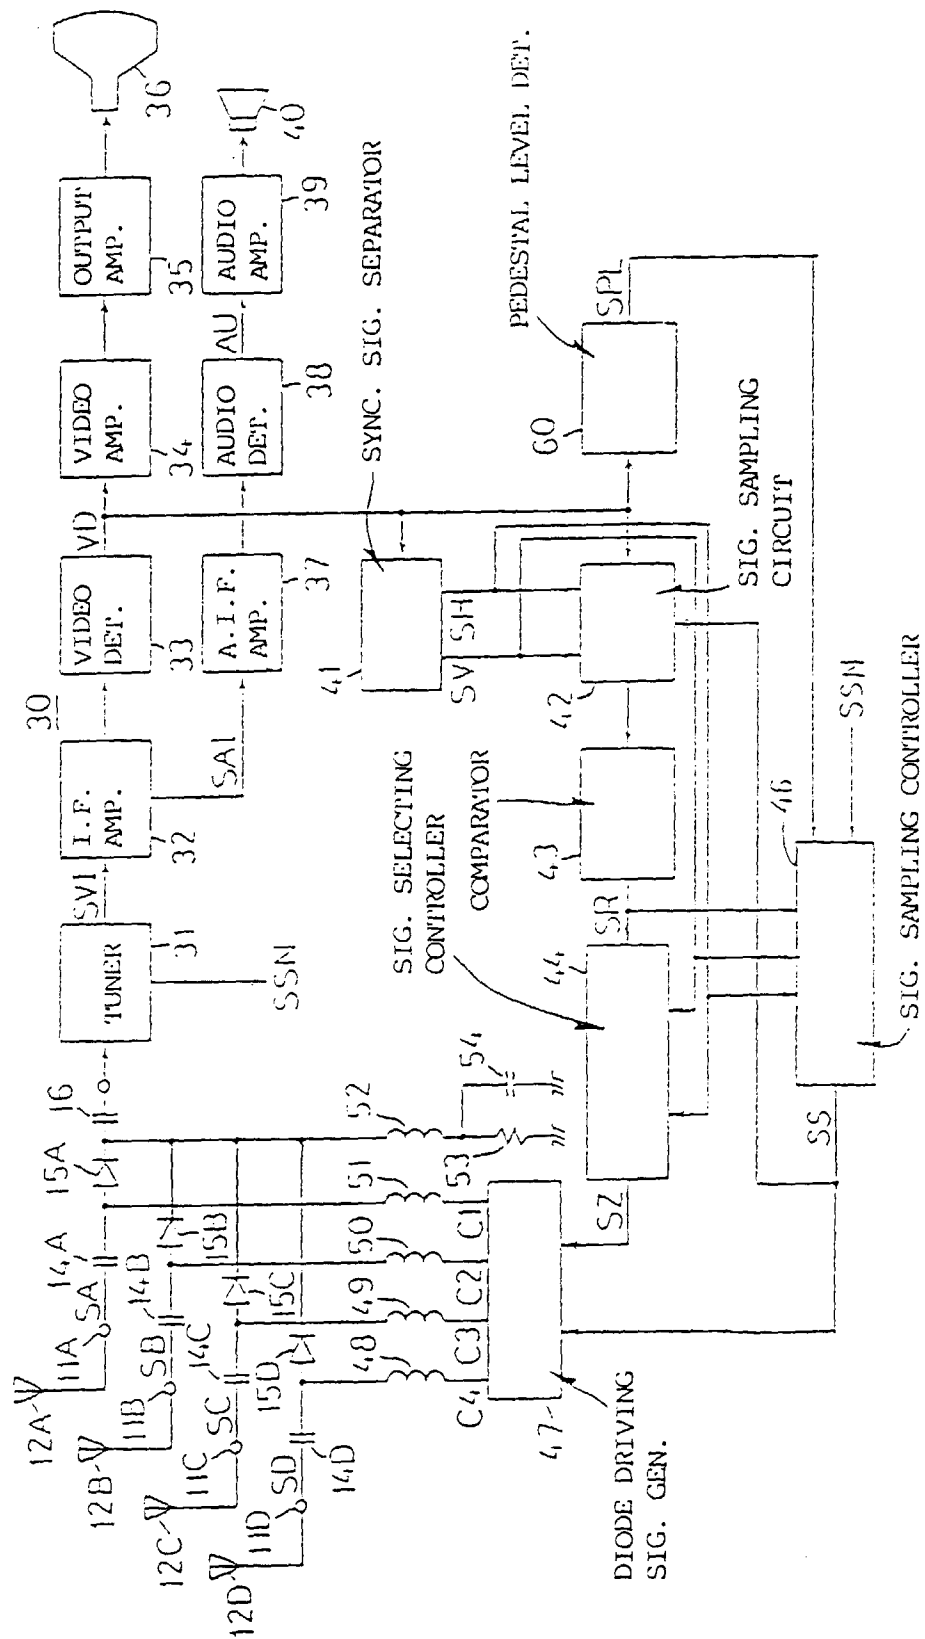 30
12A
11A
SA
14A
15A
16
TUNER
31
SVI
I.F.
AMP.
32
VIDEO
DET.
33
VD
VIDEO
AMP.
34
OUTPUT
AMP.
35
36
12B
11B
SB
14B
15B
SSN
SAI
A.I.F.
AMP.
37
AUDIO
DET.
38
AU
AUDIO
AMP.
39
40
12C
11C
SC
14C
15C
12D
11D
SD
14D
15D
48
49
50
51
52
53
54
41
SYNC. SIG. SEPARATOR
SV
SH
SIG. SELECTING
CONTROLLER
COMPARATOR
PEDESTAL LEVEL DET.
C4
C3
C2
C1
47
DIODE DRIVING
SIG. GEN.
SZ
44
SR
43
42
60
SPL
SIG. SAMPLING
CIRCUIT
SS
46
SSN
SIG. SAMPLING CONTROLLER